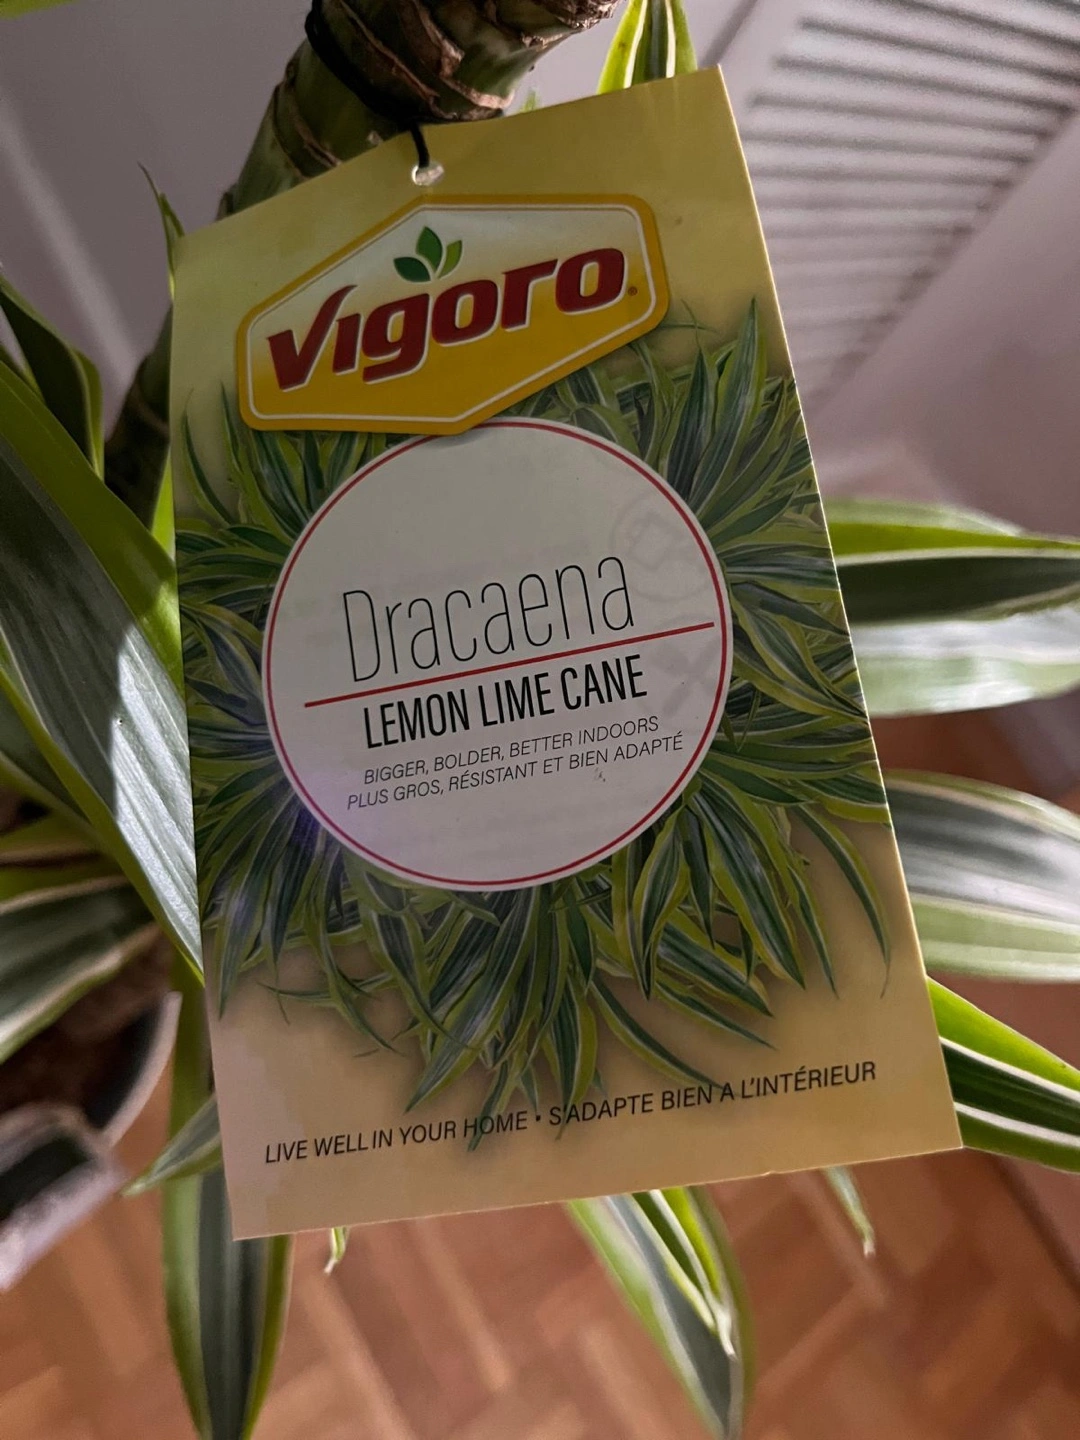 Vigoro
Dracaena
LEMON LIME CANE
BIGGER, BOLDER, BETTER INDOORS
PLUS GROS, RÉSISTANT ET BIEN ADAPTÉ
LIVE WELL IN YOUR HOME • S'ADAPTE BIEN A L'INTÉRIEUR